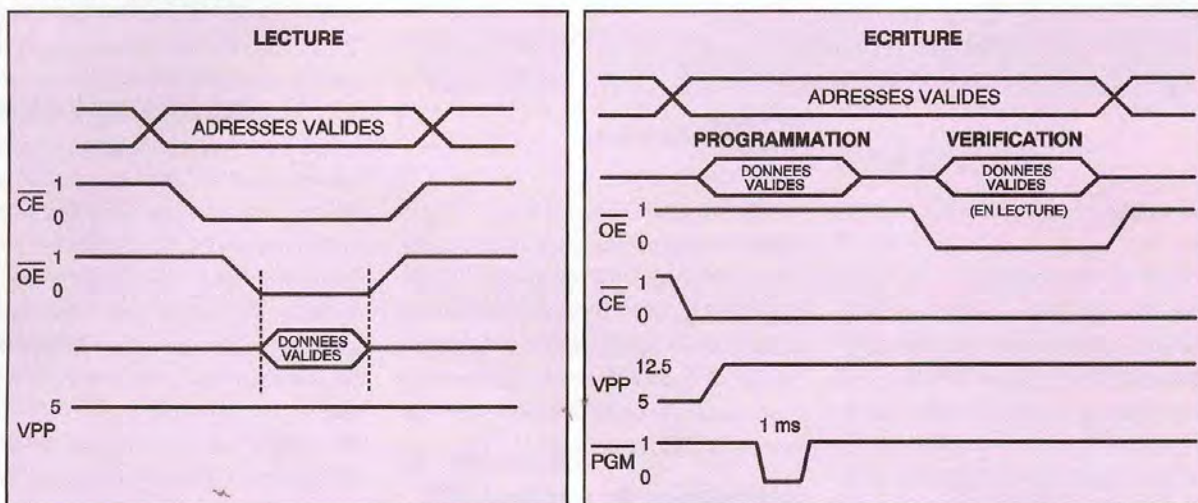 LECTURE
ADRESSES VALIDES
CE
1
0
OE
1
0
DONNEES
VALIDES
5
VPP
ECRITURE
ADRESSES VALIDES
PROGRAMMATION
VERIFICATION
DONNEES
VALIDES
DONNEES
VALIDES
(EN LECTURE)
OE
1
0
CE
1
0
VPP
12.5
5
1 ms
PGM
1
0